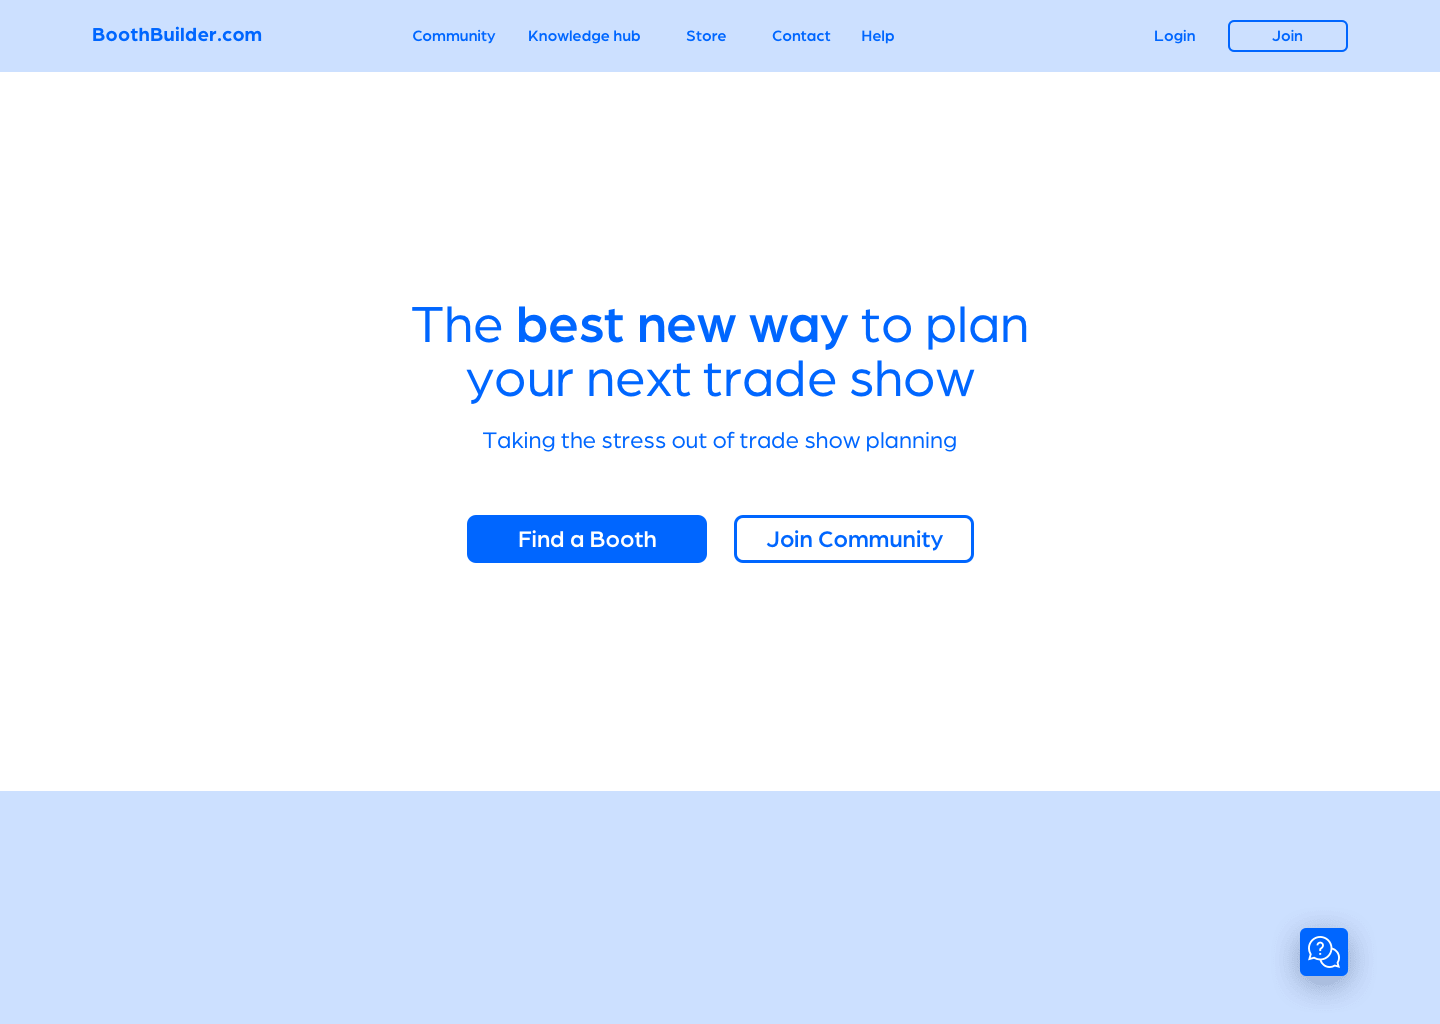 BoothBuilder.com
Community
Knowledge hub
Store
Contact
Help
Login
Join
The best new way to plan
your next trade show
Taking the stress out of trade show planning
Find a Booth
Join Community
?